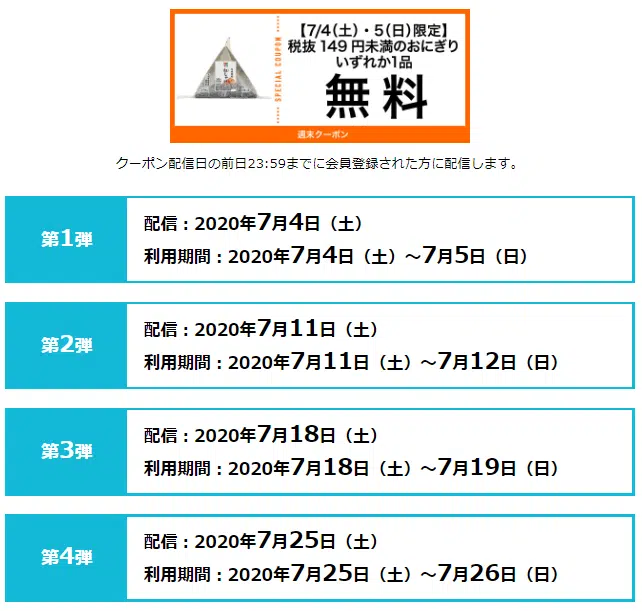 【7/4(土)・5(日)限定】
税抜149円未満のおにぎり
いずれか1品
無料
SPECIAL COUPON
週末クーポン
クーポン配信日の前日23:59までに会員登録された方に配信します。
第1弾
配信：2020年7月4日（土）
利用期間：2020年7月4日（土）～7月5日（日）
第2弾
配信：2020年7月11日（土）
利用期間：2020年7月11日（土）～7月12日（日）
第3弾
配信：2020年7月18日（土）
利用期間：2020年7月18日（土）～7月19日（日）
第4弾
配信：2020年7月25日（土）
利用期間：2020年7月25日（土）～7月26日（日）